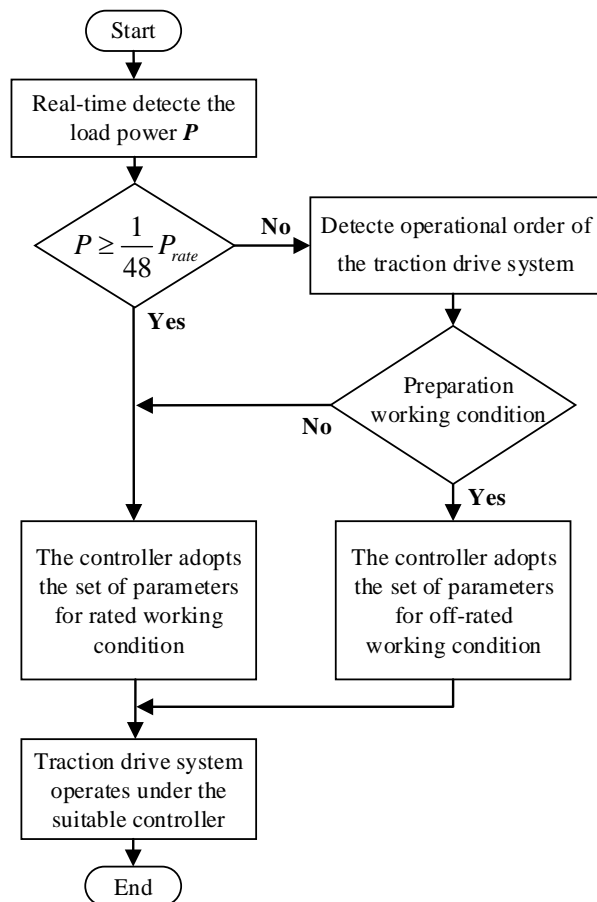 Start
Real-time detecte the
load power P
P ≥ 1/48 P_rate
No
Detecte operational order of
the traction drive system
Yes
Preparation
working condition
No
Yes
The controller adopts
the set of parameters
for rated working
condition
The controller adopts
the set of parameters
for off-rated
working condition
Traction drive system
operates under the
suitable controller
End